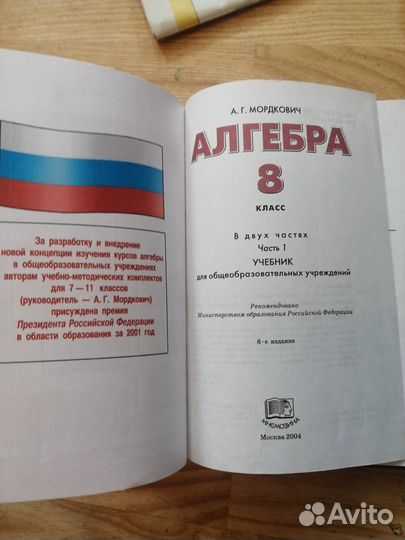 За разработку и внедрение
новой концепции изучения курсов алгебры
в общеобразовательных учреждениях
авторам учебно-методических комплектов
для 7—11 классов
(руководитель — А. Г. Мордкович)
присуждена премия
Президента Российской Федерации
в области образования за 2001 год
А. Г. МОРДКОВИЧ
АЛГЕБРА
8
КЛАСС
В двух частях
Часть 1
УЧЕБНИК
для общеобразовательных учреждений
Рекомендовано
Министерством образования Российской Федерации
6-е издание
МНЕМОЗИНА
Москва 2004
Avito